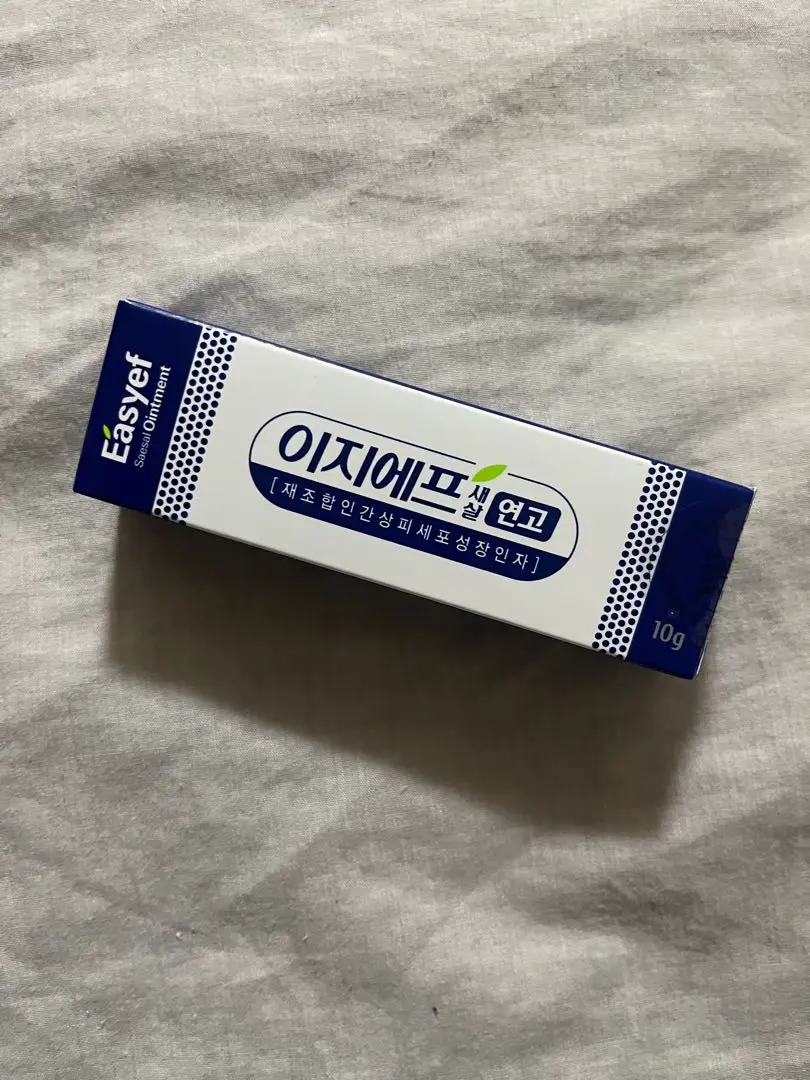 Easyef
Saesal Ointment
이지에프 새살 연고
[재조합인간상피세포성장인자]
10g